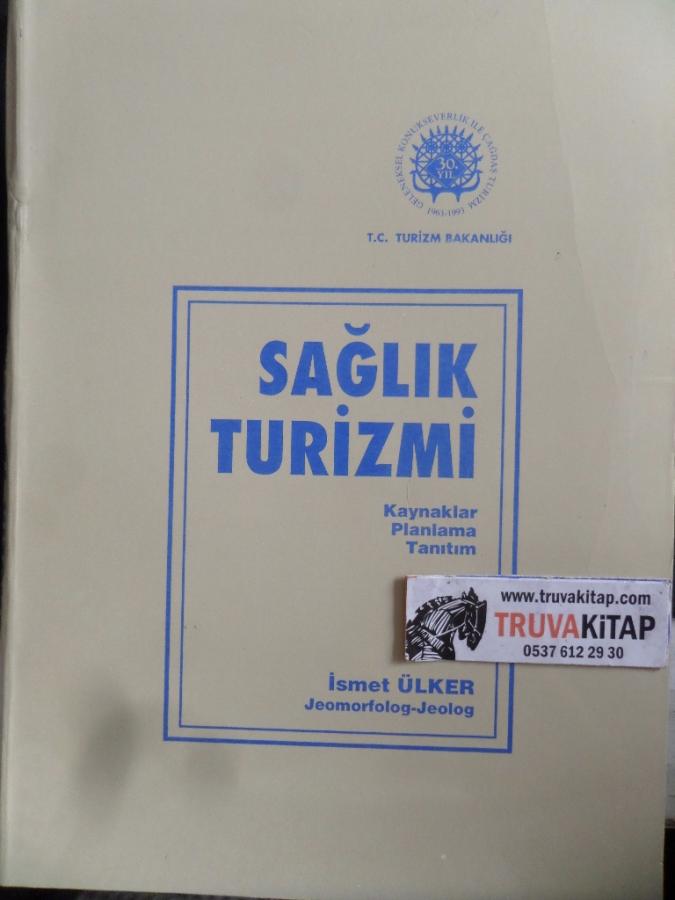 GELENEKSEL KONUKSEVERLİK İLE ÇAĞDAŞ TURİZM
30.
YIL
1963-1993
T.C. TURİZM BAKANLIĞI
SAĞLIK
TURİZMİ
Kaynaklar
Planlama
Tanıtım
www.truvakitap.com
TRUVAKİTAP
0537 612 29 30
İsmet ÜLKER
Jeomorfolog-Jeolog